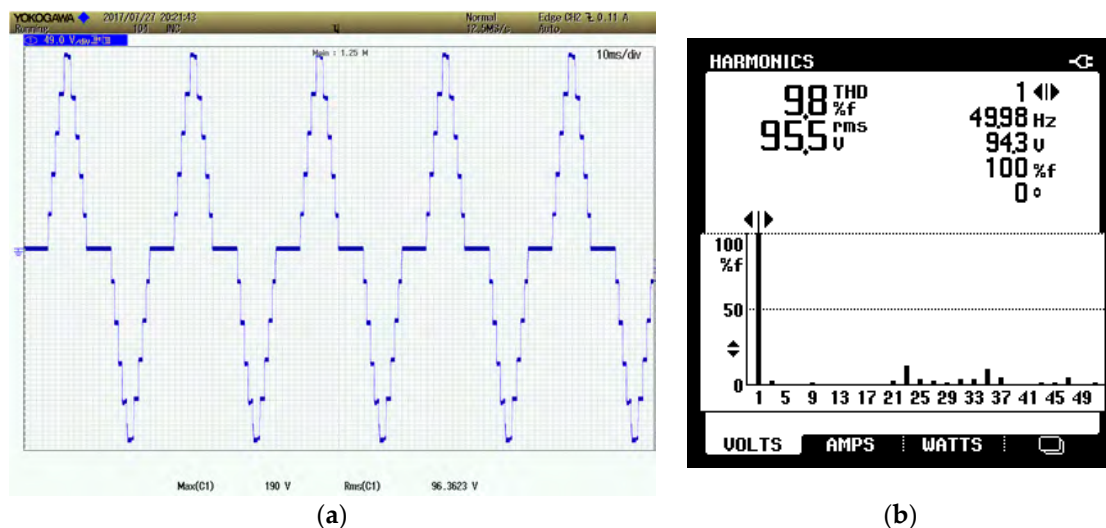 YOKOGAWA ◆ 2017/07/27 20:21:43 Normal Edge CH2 0.11 A
Running 104 12.5MS/s Auto
49.0 V
Main : 1.25 M
10ms/div
Max(C1) 190 V Rms(C1) 96.3623 V
(a)
HARMONICS
9.8 THD %f
95.5 rms V
1
49.98 Hz
94.3 V
100 %f
0 °
100
%f
50
0
1 5 9 13 17 21 25 29 33 37 41 45 49
VOLTS AMPS WATTS
(b)